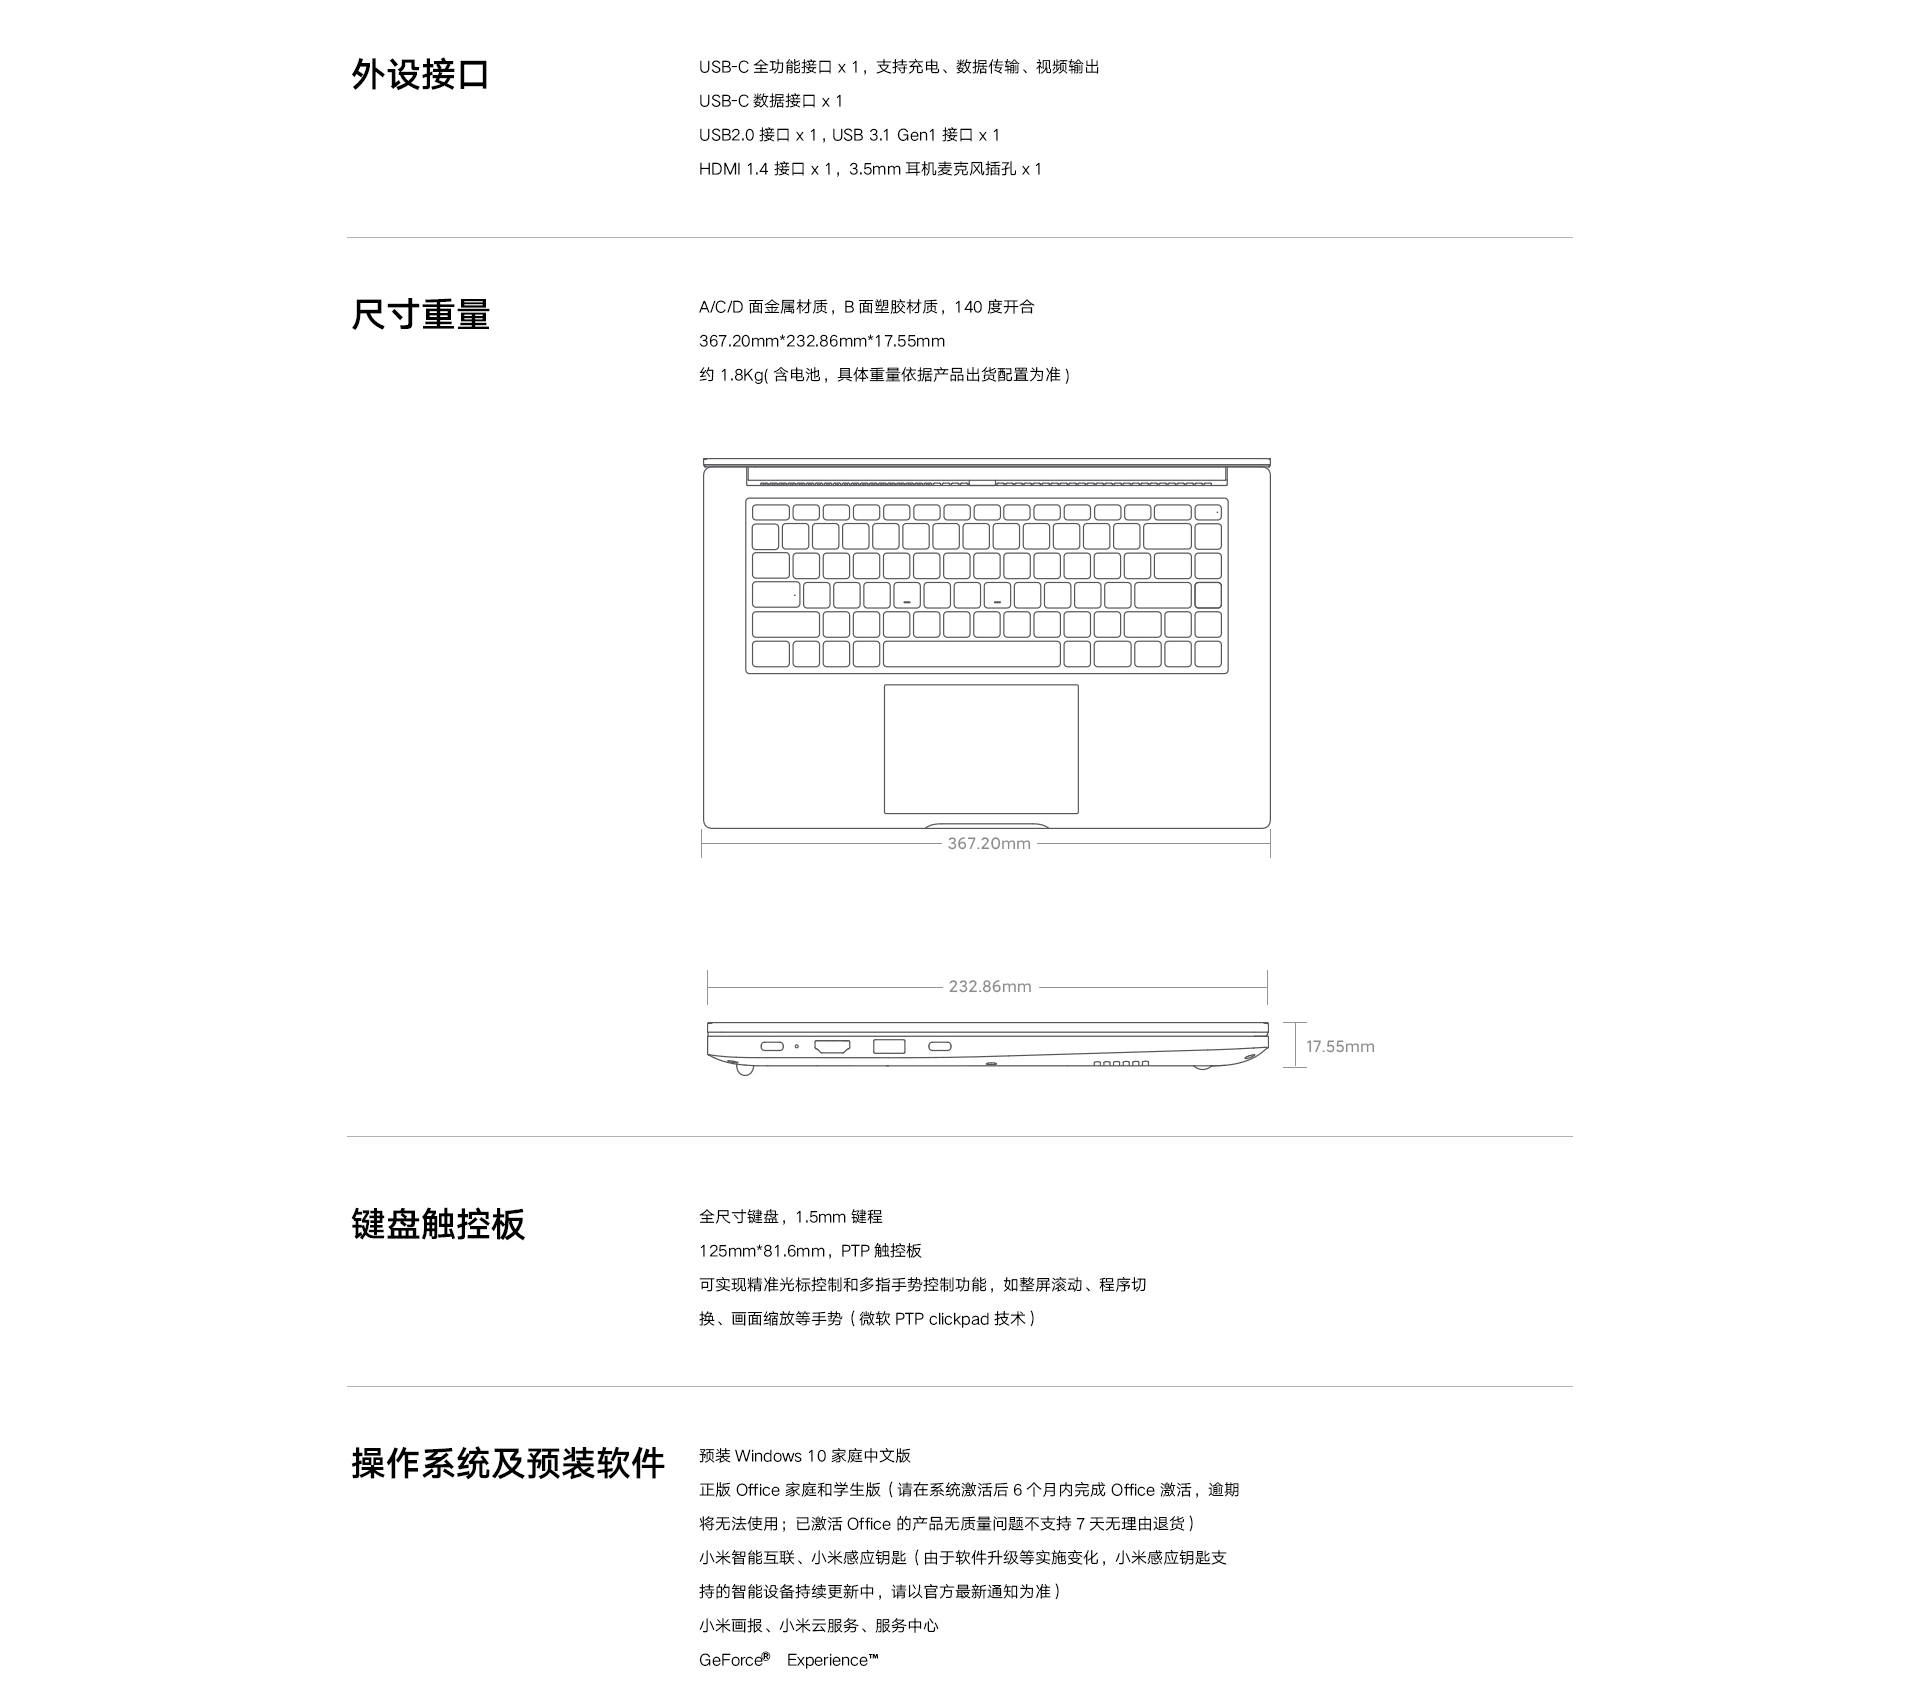 外设接口
USB-C 全功能接口 x 1，支持充电、数据传输、视频输出
USB-C 数据接口 x 1
USB2.0 接口 x 1 , USB 3.1 Gen1 接口 x 1
HDMI 1.4 接口 x 1，3.5mm 耳机麦克风插孔 x 1
尺寸重量
A/C/D 面金属材质，B 面塑胶材质，140 度开合
367.20mm*232.86mm*17.55mm
约 1.8Kg( 含电池，具体重量依据产品出货配置为准 )
367.20mm
232.86mm
17.55mm
键盘触控板
全尺寸键盘，1.5mm 键程
125mm*81.6mm，PTP 触控板
可实现精准光标控制和多指手势控制功能，如整屏滚动、程序切
换、画面缩放等手势（微软 PTP clickpad 技术）
操作系统及预装软件
预装 Windows 10 家庭中文版
正版 Office 家庭和学生版（请在系统激活后 6 个月内完成 Office 激活，逾期
将无法使用；已激活 Office 的产品无质量问题不支持 7 天无理由退货）
小米智能互联、小米感应钥匙（由于软件升级等实施变化，小米感应钥匙支
持的智能设备持续更新中，请以官方最新通知为准）
小米画报、小米云服务、服务中心
GeForce® Experience™